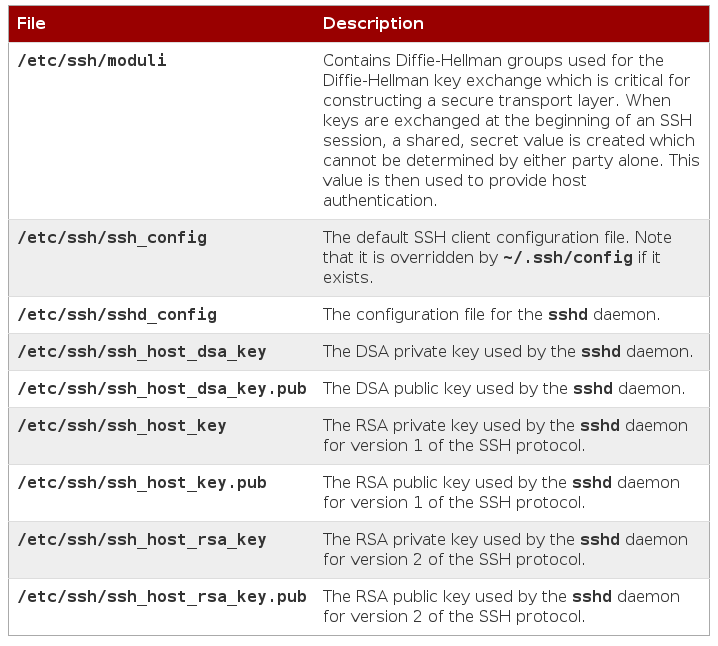 File Description
/etc/ssh/moduli Contains Diffie-Hellman groups used for the
Diffie-Hellman key exchange which is critical for
constructing a secure transport layer. When
keys are exchanged at the beginning of an SSH
session, a shared, secret value is created which
cannot be determined by either party alone. This
value is then used to provide host
authentication.
/etc/ssh/ssh_config The default SSH client configuration file. Note
that it is overridden by ~/.ssh/config if it
exists.
/etc/ssh/sshd_config The configuration file for the sshd daemon.
/etc/ssh/ssh_host_dsa_key The DSA private key used by the sshd daemon.
/etc/ssh/ssh_host_dsa_key.pub The DSA public key used by the sshd daemon.
/etc/ssh/ssh_host_key The RSA private key used by the sshd daemon
for version 1 of the SSH protocol.
/etc/ssh/ssh_host_key.pub The RSA public key used by the sshd daemon
for version 1 of the SSH protocol.
/etc/ssh/ssh_host_rsa_key The RSA private key used by the sshd daemon
for version 2 of the SSH protocol.
/etc/ssh/ssh_host_rsa_key.pub The RSA public key used by the sshd daemon
for version 2 of the SSH protocol.